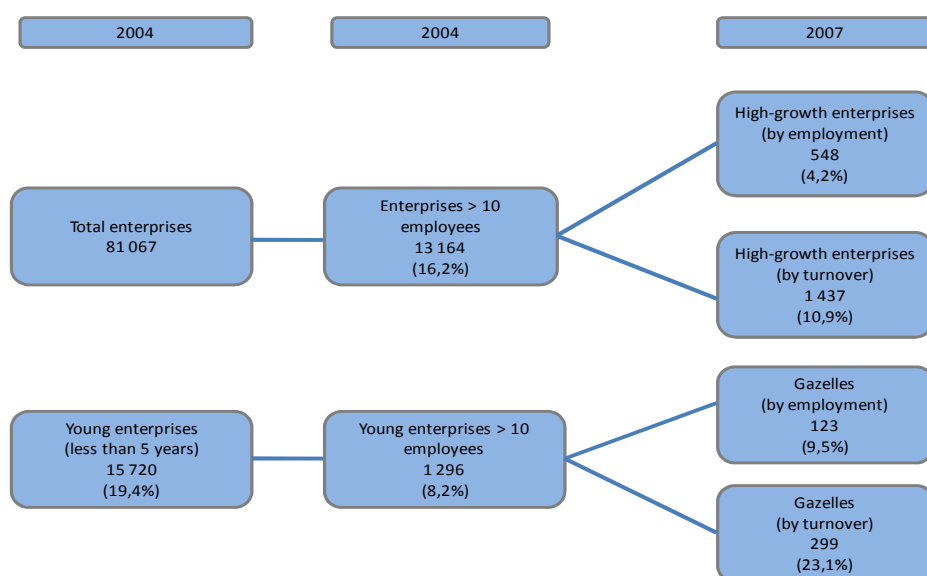 2004
2004
2007
High-growth enterprises
(by employment)
548
(4,2%)
Total enterprises
81 067
Enterprises > 10
employees
13 164
(16,2%)
High-growth enterprises
(by turnover)
1 437
(10,9%)
Young enterprises
(less than 5 years)
15 720
(19,4%)
Young enterprises > 10
employees
1 296
(8,2%)
Gazelles
(by employment)
123
(9,5%)
Gazelles
(by turnover)
299
(23,1%)